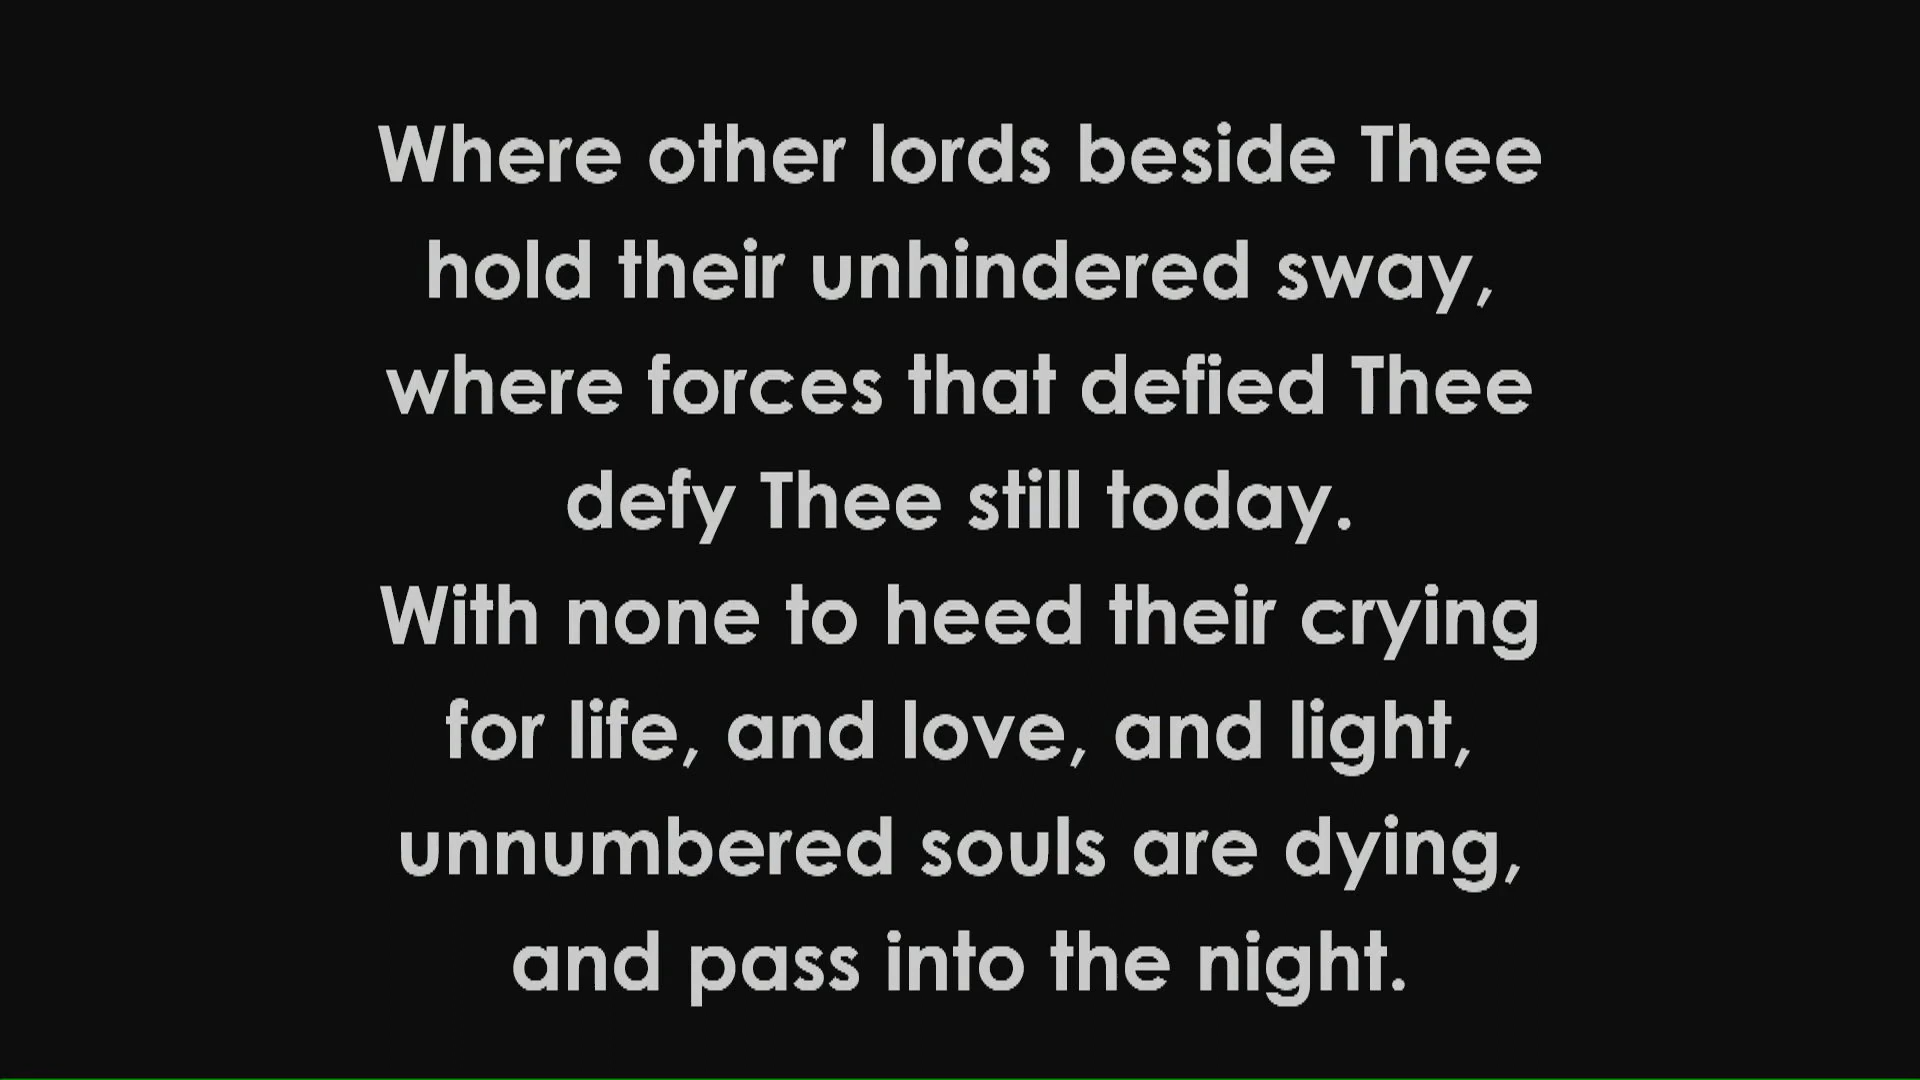 Where other lords beside Thee
hold their unhindered sway,
where forces that defied Thee
defy Thee still today.
With none to heed their crying
for life, and love, and light,
unnumbered souls are dying,
and pass into the night.